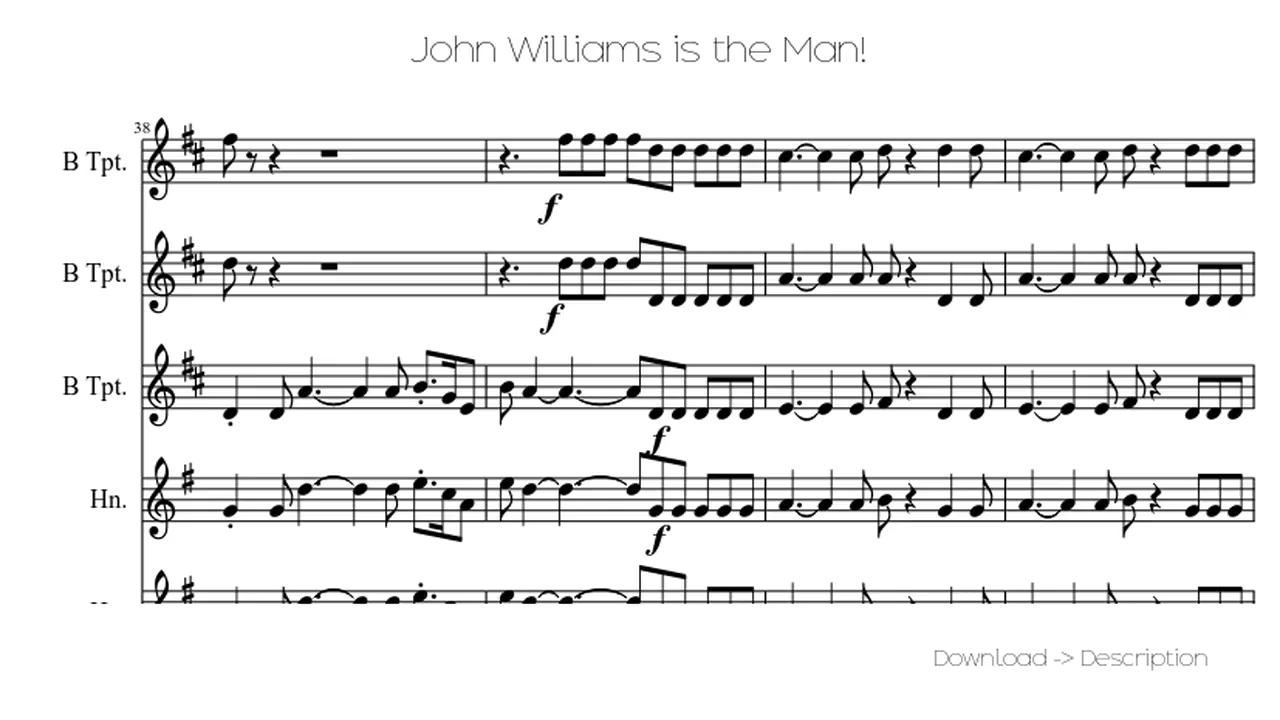 John Williams is the Man!
38
B Tpt.
f
B Tpt.
f
B Tpt.
f
Hn.
f
Download -> Description